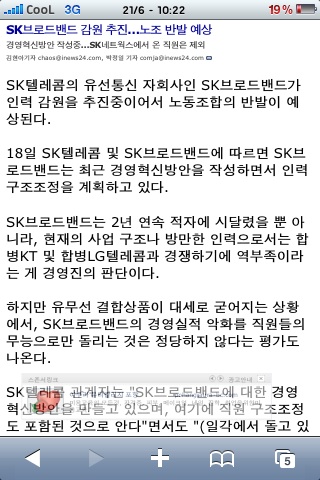 CooL 3G 21/6 - 10:22 19%
SK브로드밴드 감원 추진...노조 반발 예상
경영혁신방안 작성중...SK네트웍스에서 온 직원은 제외
김현아기자 chaos@inews24.com, 박정일 기자 comja@inews24.com
SK텔레콤의 유선통신 자회사인 SK브로드밴드가
인력 감원을 추진중이어서 노동조합의 반발이 예
상된다.
18일 SK텔레콤 및 SK브로드밴드에 따르면 SK브
로드밴드는 최근 경영혁신방안을 작성하면서 인력
구조조정을 계획하고 있다.
SK브로드밴드는 2년 연속 적자에 시달렸을 뿐 아
니라, 현재의 사업 구조나 방만한 인력으로서는 합
병KT 및 합병LG텔레콤과 경쟁하기에 역부족이라
는 게 경영진의 판단이다.
하지만 유무선 결합상품이 대세로 굳어지는 상황
에서, SK브로드밴드의 경영실적 악화를 직원들의
무능으로만 돌리는 것은 정당하지 않다는 평가도
나온다.
스폰서링크
SK텔레콤 관계자는 "SK브로드밴드에 대한 경영
혁신방안을 만들고 있으며, 여기에 직원 구조조정
도 포함된 것으로 안다"면서도 "(일각에서 돌고 있
5